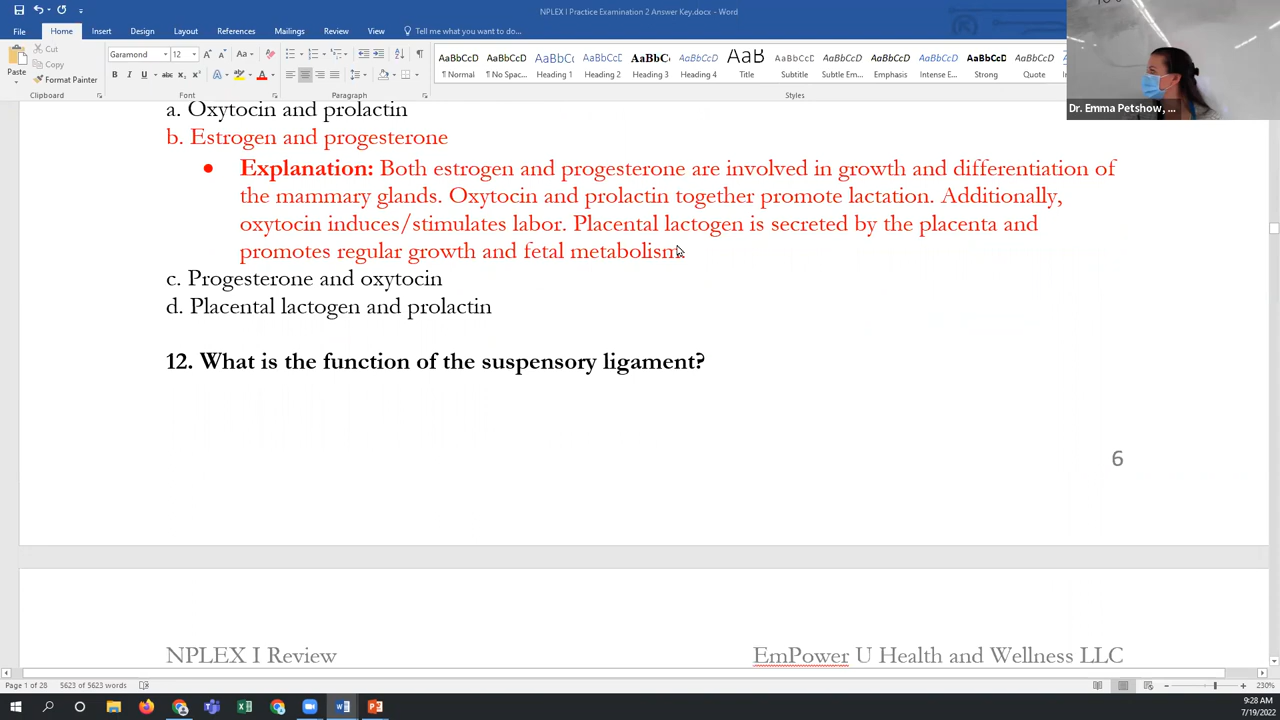 NPLEX I Practice Examination 2 Answer Key.docx - Word
File Home Insert Design Layout References Mailings Review View Tell me what you want to do...
Paste
Cut
Copy
Format Painter
Clipboard
Garamond 12
Font
Paragraph
AaBbCcD AaBbCcD AaBbCcL AaBbCcD AaBbCcD AaBbCcD AaB AaBbCcD AaBbCcD AaBbCcD AaBbCcD AaBbCcD AaBbCcD
¶ Normal ¶ No Spac... Heading 1 Heading 2 Heading 3 Heading 4 Title Subtitle Subtle Em... Emphasis Intense E... Strong Quote
Styles
Dr. Emma Petshow, ...
a. Oxytocin and prolactin
b. Estrogen and progesterone
• Explanation: Both estrogen and progesterone are involved in growth and differentiation of
the mammary glands. Oxytocin and prolactin together promote lactation. Additionally,
oxytocin induces/stimulates labor. Placental lactogen is secreted by the placenta and
promotes regular growth and fetal metabolism
c. Progesterone and oxytocin
d. Placental lactogen and prolactin
12. What is the function of the suspensory ligament?
6
NPLEX I Review EmPower U Health and Wellness LLC
Page 1 of 28 5623 of 5623 words 230%
9:28 AM
7/19/2022